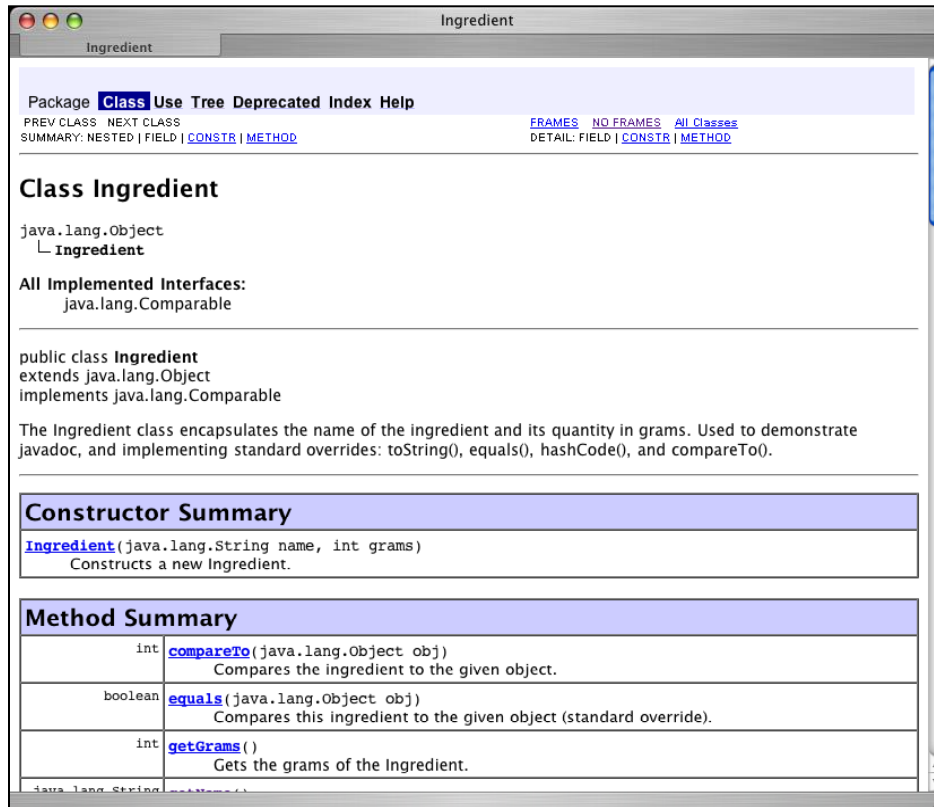 Ingredient
Ingredient
Package Class Use Tree Deprecated Index Help
PREV CLASS NEXT CLASS
FRAMES NO FRAMES All Classes
SUMMARY: NESTED | FIELD | CONSTR | METHOD
DETAIL: FIELD | CONSTR | METHOD
Class Ingredient
java.lang.Object
Ingredient
All Implemented Interfaces:
java.lang.Comparable
public class Ingredient
extends java.lang.Object
implements java.lang.Comparable
The Ingredient class encapsulates the name of the ingredient and its quantity in grams. Used to demonstrate
javadoc, and implementing standard overrides: toString(), equals(), hashCode(), and compareTo().
Constructor Summary
Ingredient(java.lang.String name, int grams)
Constructs a new Ingredient.
Method Summary
int compareTo(java.lang.Object obj)
Compares the ingredient to the given object.
boolean equals(java.lang.Object obj)
Compares this ingredient to the given object (standard override).
int getGrams()
Gets the grams of the Ingredient.
java.lang.String getName()